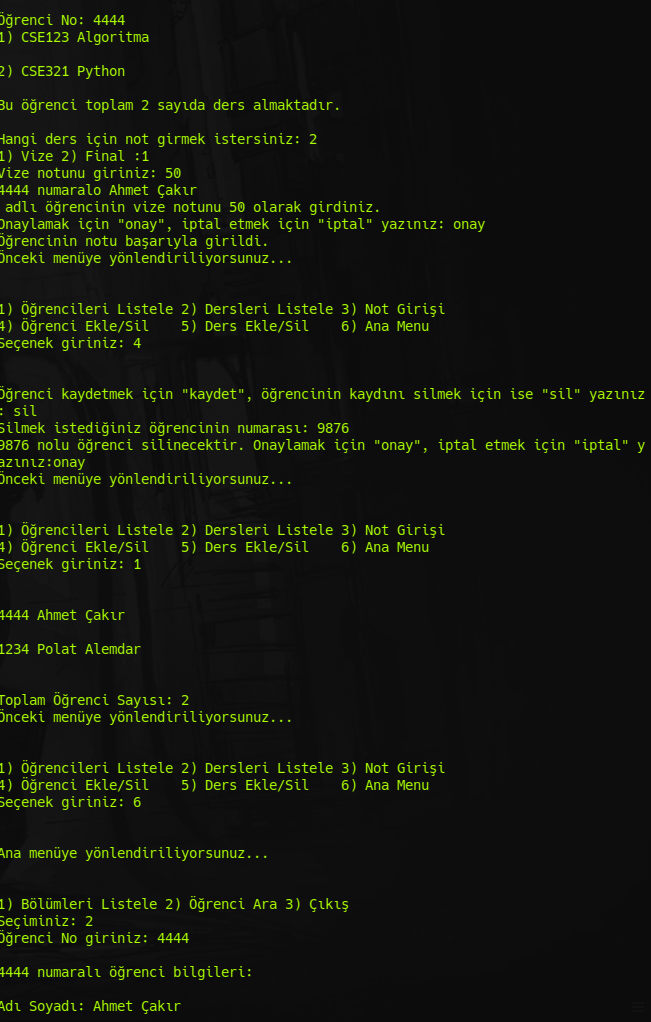 Öğrenci No: 4444
1) CSE123 Algoritma
2) CSE321 Python
Bu öğrenci toplam 2 sayıda ders almaktadır.
Hangi ders için not girmek istersiniz: 2
1) Vize 2) Final :1
Vize notunu giriniz: 50
4444 numaralo Ahmet Çakır
 adlı öğrencinin vize notunu 50 olarak girdiniz.
Onaylamak için "onay", iptal etmek için "iptal" yazınız: onay
Öğrencinin notu başarıyla girildi.
Önceki menüye yönlendiriliyorsunuz...
1) Öğrencileri Listele 2) Dersleri Listele 3) Not Girişi
4) Öğrenci Ekle/Sil    5) Ders Ekle/Sil    6) Ana Menu
Seçenek giriniz: 4
Öğrenci kaydetmek için "kaydet", öğrencinin kaydını silmek için ise "sil" yazınız
: sil
Silmek istediğiniz öğrencinin numarası: 9876
9876 nolu öğrenci silinecektir. Onaylamak için "onay", iptal etmek için "iptal" y
azınız:onay
Önceki menüye yönlendiriliyorsunuz...
1) Öğrencileri Listele 2) Dersleri Listele 3) Not Girişi
4) Öğrenci Ekle/Sil    5) Ders Ekle/Sil    6) Ana Menu
Seçenek giriniz: 1
4444 Ahmet Çakır
1234 Polat Alemdar
Toplam Öğrenci Sayısı: 2
Önceki menüye yönlendiriliyorsunuz...
1) Öğrencileri Listele 2) Dersleri Listele 3) Not Girişi
4) Öğrenci Ekle/Sil    5) Ders Ekle/Sil    6) Ana Menu
Seçenek giriniz: 6
Ana menüye yönlendiriliyorsunuz...
1) Bölümleri Listele 2) Öğrenci Ara 3) Çıkış
Seçiminiz: 2
Öğrenci No giriniz: 4444
4444 numaralı öğrenci bilgileri:
Adı Soyadı: Ahmet Çakır